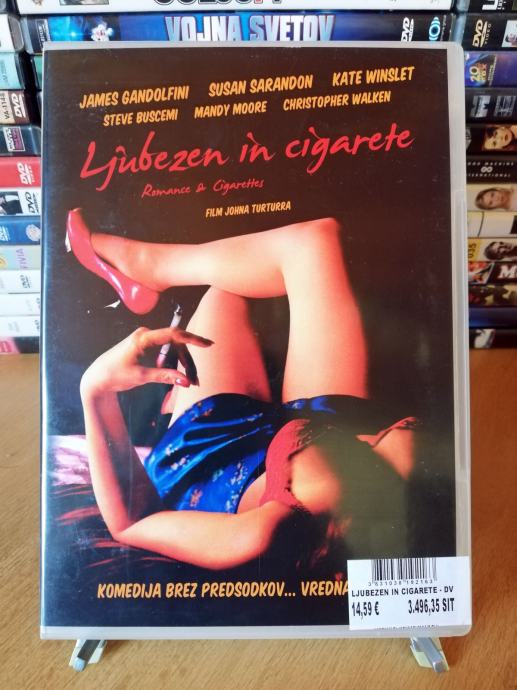 VOJNA SVETOV
JAMES GANDOLFINI SUSAN SARANDON KATE WINSLET
STEVE BUSCEMI MANDY MOORE CHRISTOPHER WALKEN
Ljubezen in cigarete
Romance & Cigarettes
FILM JOHNA TURTURRA
KOMEDIJA BREZ PREDSODKOV... VREDNA
3831038192163
LJUBEZEN IN CIGARETE - DV
14,59 € 3.496,35 SIT